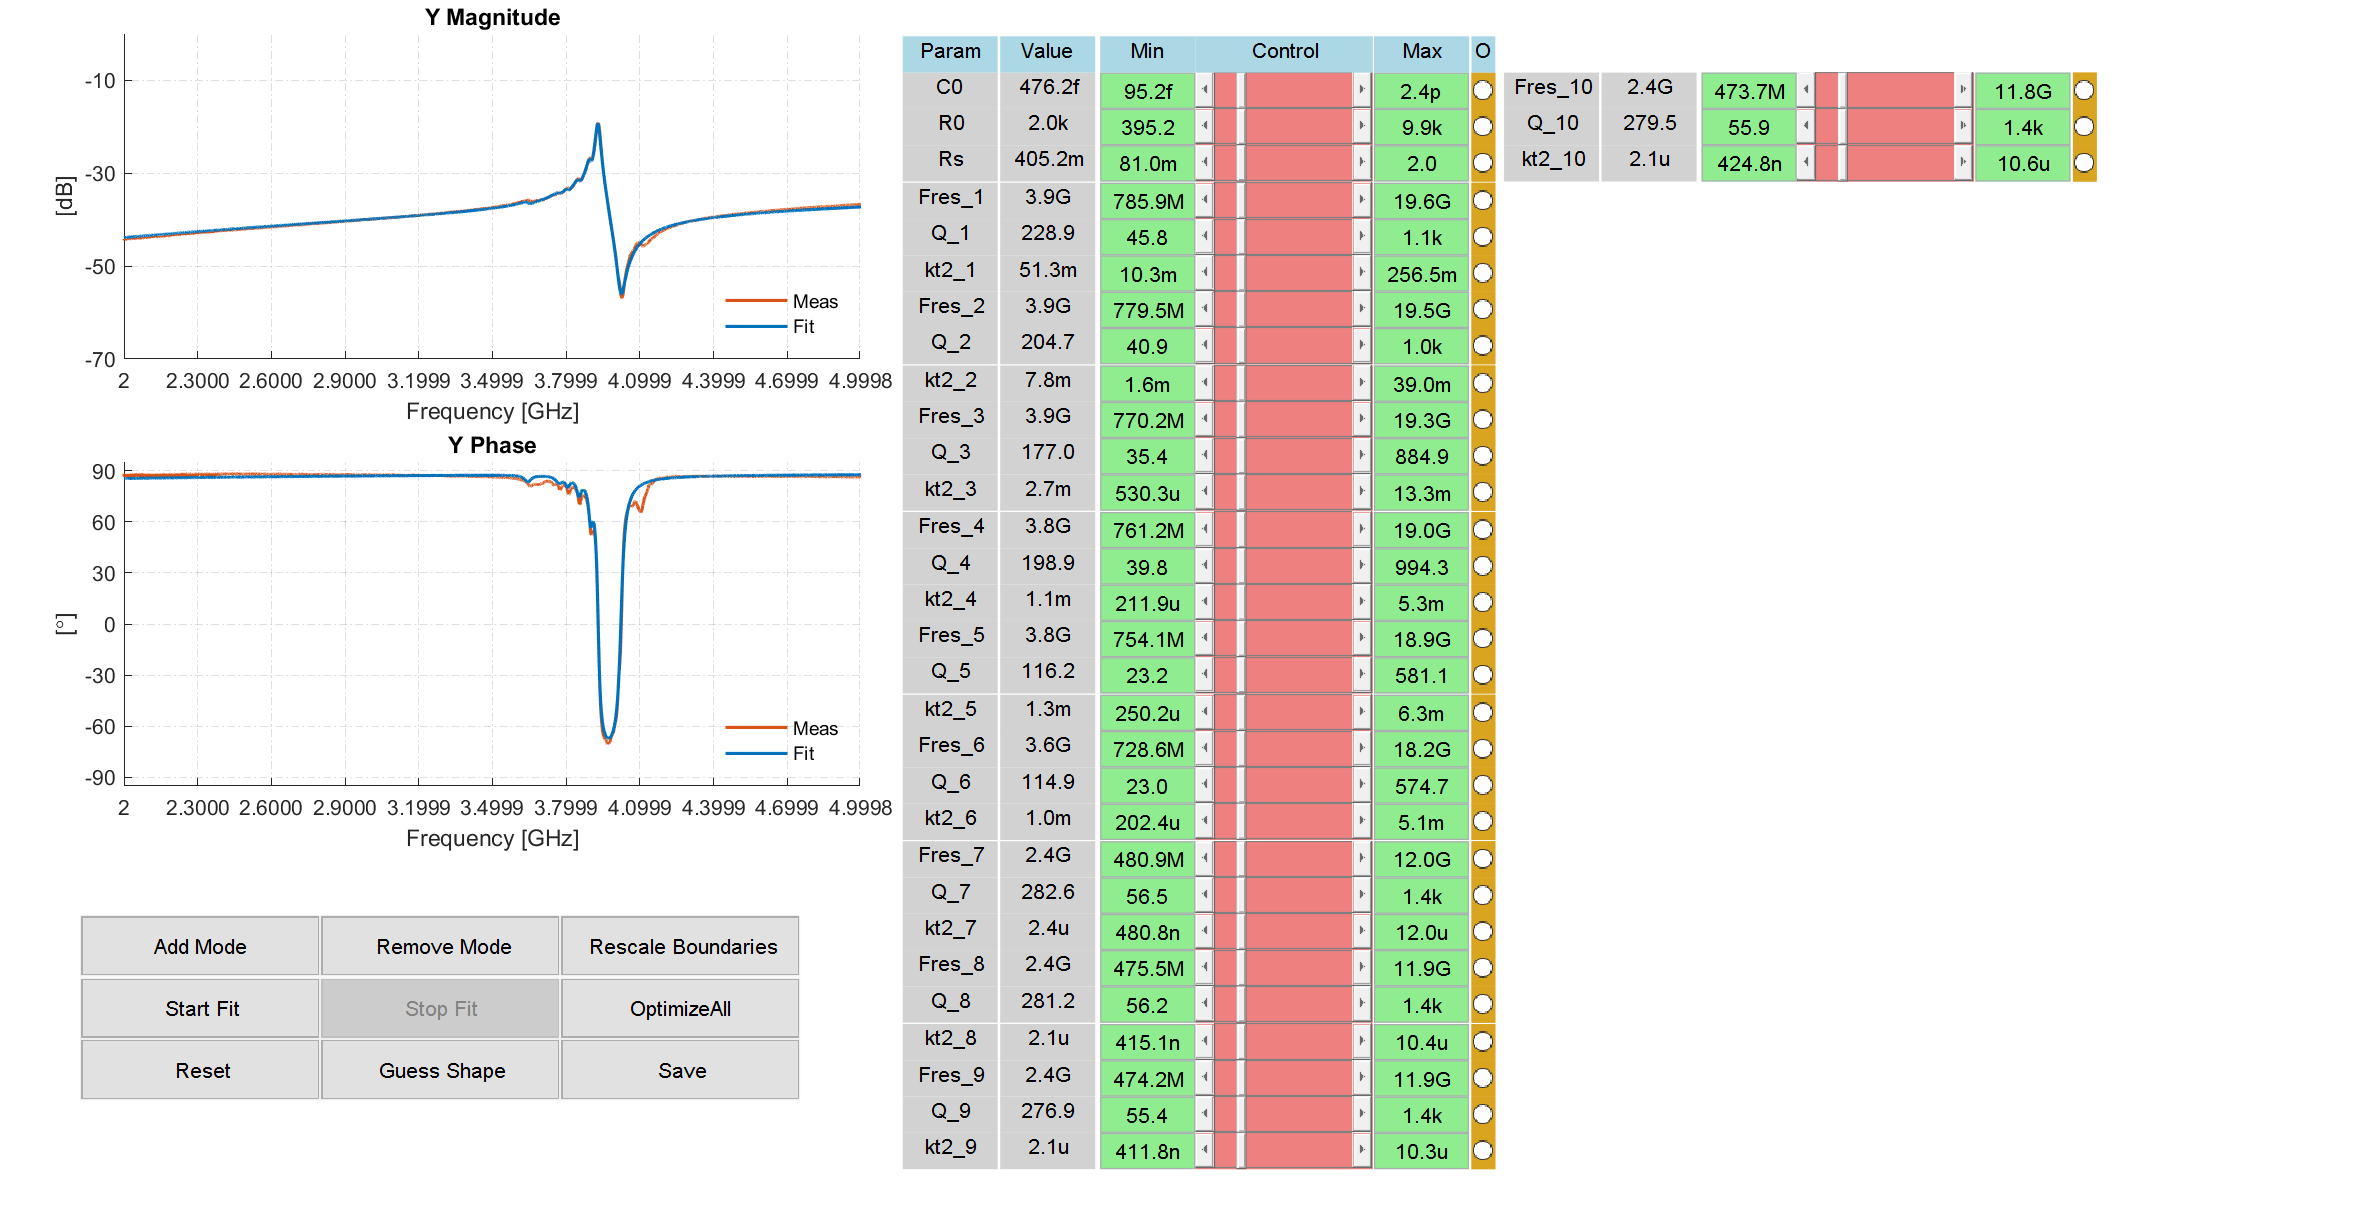 Y Magnitude
-10
-30
-50
-70
[dB]
Meas
Fit
2 2.3000 2.6000 2.9000 3.1999 3.4999 3.7999 4.0999 4.3999 4.6999 4.9998
Frequency [GHz]
Y Phase
90
60
30
0
-30
-60
-90
[°]
Meas
Fit
2 2.3000 2.6000 2.9000 3.1999 3.4999 3.7999 4.0999 4.3999 4.6999 4.9998
Frequency [GHz]
Add Mode Remove Mode Rescale Boundaries
Start Fit Stop Fit OptimizeAll
Reset Guess Shape Save
Param Value Min Control Max O
C0 476.2f 95.2f 2.4p
R0 2.0k 395.2 9.9k
Rs 405.2m 81.0m 2.0
Fres_1 3.9G 785.9M 19.6G
Q_1 228.9 45.8 1.1k
kt2_1 51.3m 10.3m 256.5m
Fres_2 3.9G 779.5M 19.5G
Q_2 204.7 40.9 1.0k
kt2_2 7.8m 1.6m 39.0m
Fres_3 3.9G 770.2M 19.3G
Q_3 177.0 35.4 884.9
kt2_3 2.7m 530.3u 13.3m
Fres_4 3.8G 761.2M 19.0G
Q_4 198.9 39.8 994.3
kt2_4 1.1m 211.9u 5.3m
Fres_5 3.8G 754.1M 18.9G
Q_5 116.2 23.2 581.1
kt2_5 1.3m 250.2u 6.3m
Fres_6 3.6G 728.6M 18.2G
Q_6 114.9 23.0 574.7
kt2_6 1.0m 202.4u 5.1m
Fres_7 2.4G 480.9M 12.0G
Q_7 282.6 56.5 1.4k
kt2_7 2.4u 480.8n 12.0u
Fres_8 2.4G 475.5M 11.9G
Q_8 281.2 56.2 1.4k
kt2_8 2.1u 415.1n 10.4u
Fres_9 2.4G 474.2M 11.9G
Q_9 276.9 55.4 1.4k
kt2_9 2.1u 411.8n 10.3u
Fres_10 2.4G 473.7M 11.8G
Q_10 279.5 55.9 1.4k
kt2_10 2.1u 424.8n 10.6u